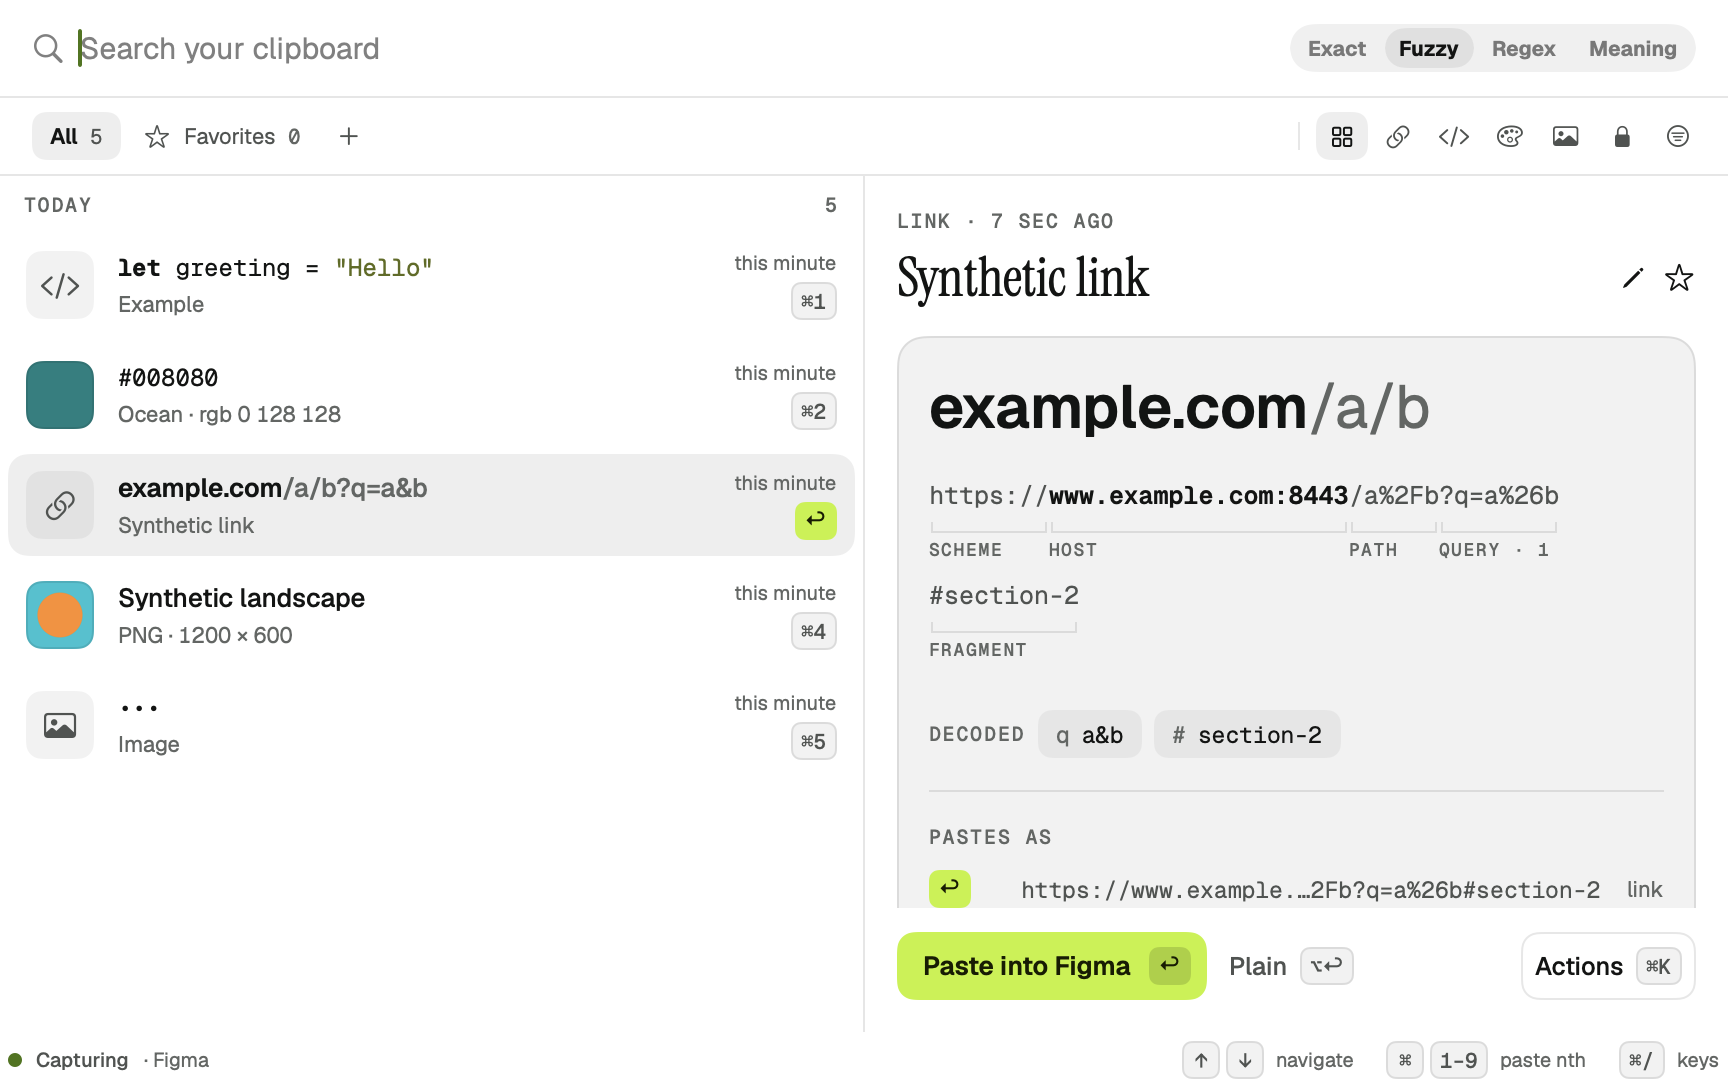 Search your clipboard
Exact Fuzzy Regex Meaning
All 5 Favorites 0 +
TODAY 5
let greeting = "Hello"
Example
this minute
⌘1
#008080
Ocean · rgb 0 128 128
this minute
⌘2
example.com/a/b?q=a&b
Synthetic link
this minute
↩
Synthetic landscape
PNG · 1200 × 600
this minute
⌘4
...
Image
this minute
⌘5
LINK · 7 SEC AGO
Synthetic link
example.com/a/b
https://www.example.com:8443/a%2Fb?q=a%26b
SCHEME HOST PATH QUERY · 1
#section-2
FRAGMENT
DECODED q a&b # section-2
PASTES AS
↩ https://www.example.…2Fb?q=a%26b#section-2 link
Paste into Figma ↩ Plain ⌥↩ Actions ⌘K
Capturing · Figma
↑ ↓ navigate ⌘ 1–9 paste nth ⌘/ keys